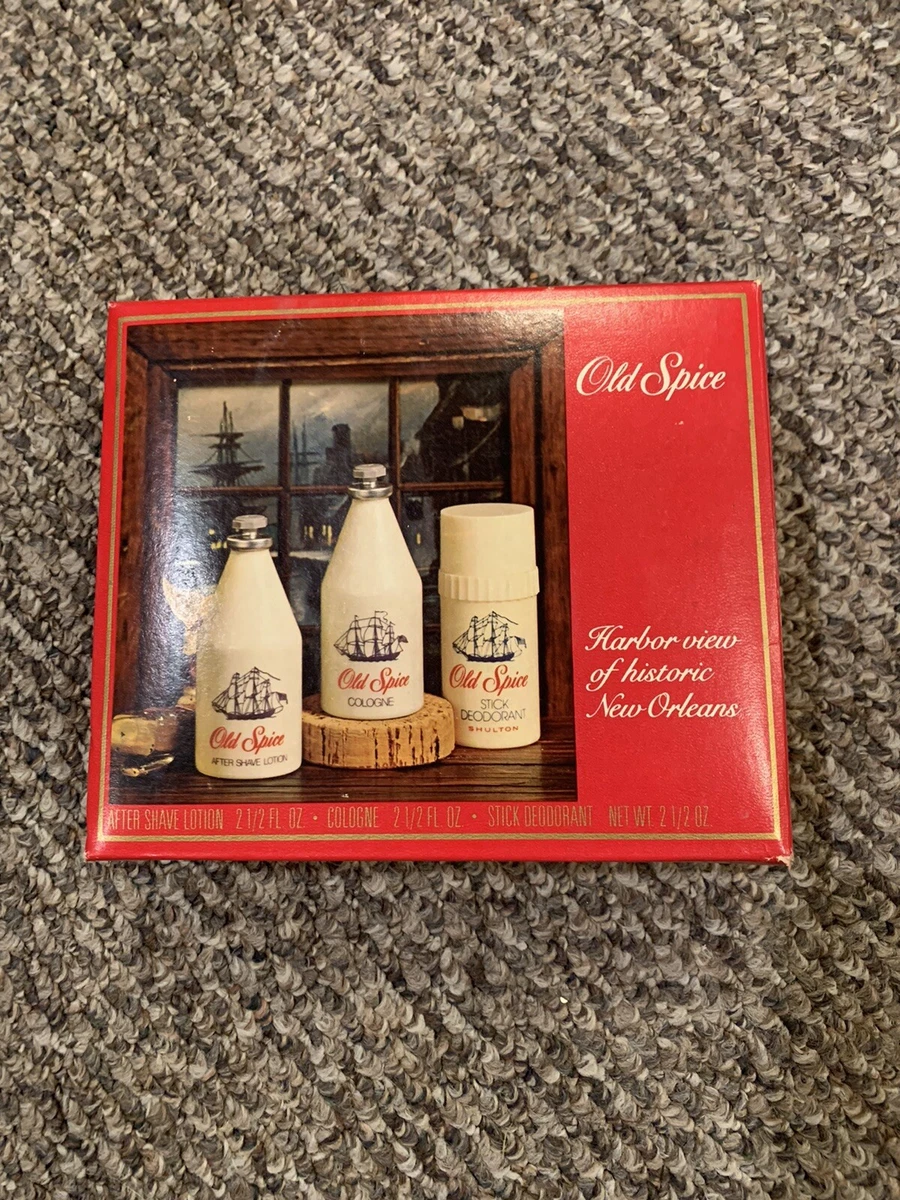 Old Spice
Harbor view
of historic
New Orleans
Old Spice
COLOGNE
Old Spice
STICK
DEODORANT
SHULTON
Old Spice
AFTER SHAVE LOTION
AFTER SHAVE LOTION 2 1/2 FL. OZ. • COLOGNE 2 1/2 FL. OZ. • STICK DEODORANT NET WT. 2 1/2 OZ.